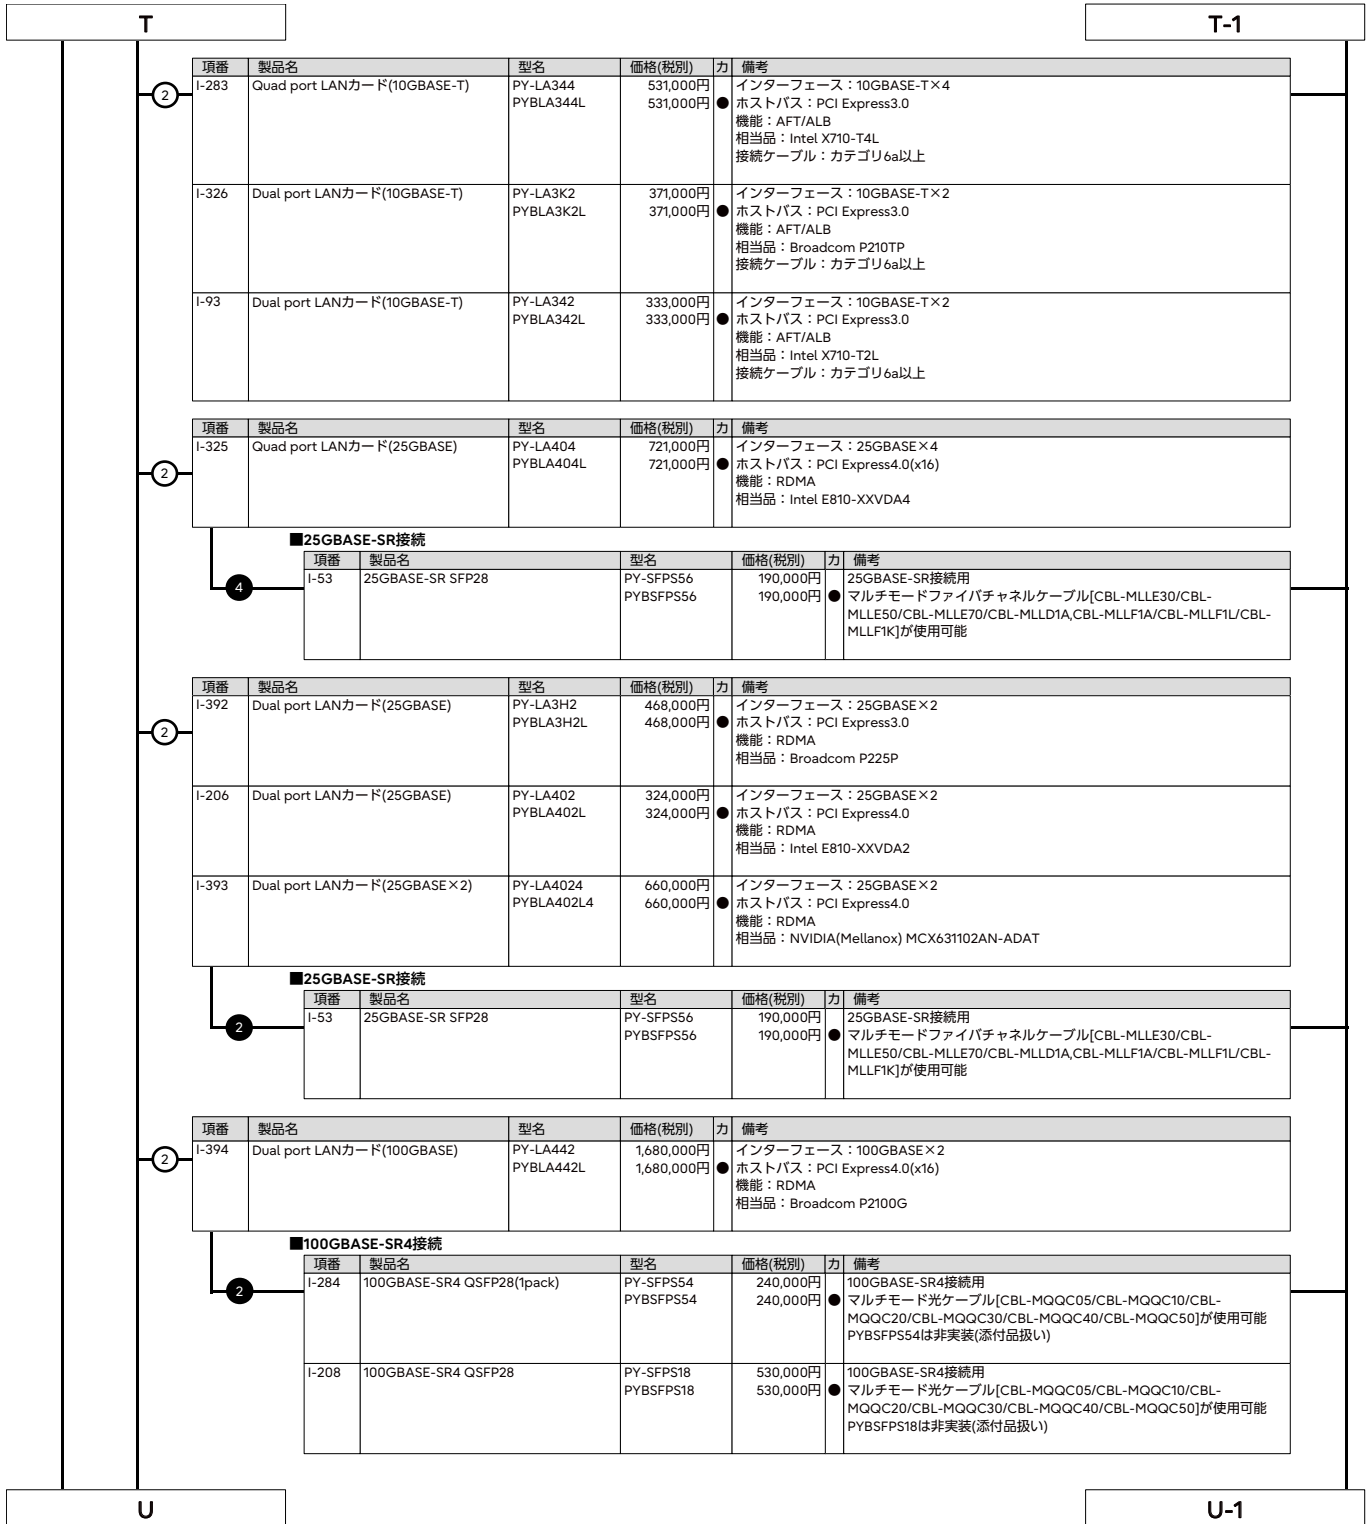 T
T-1
項番 製品名 型名 価格(税別) カ 備考
2
I-283 Quad port LANカード(10GBASE-T) PY-LA344 531,000円 インターフェース：10GBASE-T×4
PYBLA344L 531,000円 ● ホストバス：PCI Express3.0
機能：AFT/ALB
相当品：Intel X710-T4L
接続ケーブル：カテゴリ6a以上
I-326 Dual port LANカード(10GBASE-T) PY-LA3K2 371,000円 インターフェース：10GBASE-T×2
PYBLA3K2L 371,000円 ● ホストバス：PCI Express3.0
機能：AFT/ALB
相当品：Broadcom P210TP
接続ケーブル：カテゴリ6a以上
I-93 Dual port LANカード(10GBASE-T) PY-LA342 333,000円 インターフェース：10GBASE-T×2
PYBLA342L 333,000円 ● ホストバス：PCI Express3.0
機能：AFT/ALB
相当品：Intel X710-T2L
接続ケーブル：カテゴリ6a以上
項番 製品名 型名 価格(税別) カ 備考
2
I-325 Quad port LANカード(25GBASE) PY-LA404 721,000円 インターフェース：25GBASE×4
PYBLA404L 721,000円 ● ホストバス：PCI Express4.0(x16)
機能：RDMA
相当品：Intel E810-XXVDA4
■25GBASE-SR接続
項番 製品名 型名 価格(税別) カ 備考
4
I-53 25GBASE-SR SFP28 PY-SFPS56 190,000円 25GBASE-SR接続用
PYBSFPS56 190,000円 ● マルチモードファイバチャネルケーブル[CBL-MLLE30/CBL-
MLLE50/CBL-MLLE70/CBL-MLLD1A,CBL-MLLF1A/CBL-MLLF1L/CBL-
MLLF1K]が使用可能
項番 製品名 型名 価格(税別) カ 備考
2
I-392 Dual port LANカード(25GBASE) PY-LA3H2 468,000円 インターフェース：25GBASE×2
PYBLA3H2L 468,000円 ● ホストバス：PCI Express3.0
機能：RDMA
相当品：Broadcom P225P
I-206 Dual port LANカード(25GBASE) PY-LA402 324,000円 インターフェース：25GBASE×2
PYBLA402L 324,000円 ● ホストバス：PCI Express4.0
機能：RDMA
相当品：Intel E810-XXVDA2
I-393 Dual port LANカード(25GBASE×2) PY-LA4024 660,000円 インターフェース：25GBASE×2
PYBLA402L4 660,000円 ● ホストバス：PCI Express4.0
機能：RDMA
相当品：NVIDIA(Mellanox) MCX631102AN-ADAT
■25GBASE-SR接続
項番 製品名 型名 価格(税別) カ 備考
2
I-53 25GBASE-SR SFP28 PY-SFPS56 190,000円 25GBASE-SR接続用
PYBSFPS56 190,000円 ● マルチモードファイバチャネルケーブル[CBL-MLLE30/CBL-
MLLE50/CBL-MLLE70/CBL-MLLD1A,CBL-MLLF1A/CBL-MLLF1L/CBL-
MLLF1K]が使用可能
項番 製品名 型名 価格(税別) カ 備考
2
I-394 Dual port LANカード(100GBASE) PY-LA442 1,680,000円 インターフェース：100GBASE×2
PYBLA442L 1,680,000円 ● ホストバス：PCI Express4.0(x16)
機能：RDMA
相当品：Broadcom P2100G
■100GBASE-SR4接続
項番 製品名 型名 価格(税別) カ 備考
2
I-284 100GBASE-SR4 QSFP28(1pack) PY-SFPS54 240,000円 100GBASE-SR4接続用
PYBSFPS54 240,000円 ● マルチモード光ケーブル[CBL-MQQC05/CBL-MQQC10/CBL-
MQQC20/CBL-MQQC30/CBL-MQQC40/CBL-MQQC50]が使用可能
PYBSFPS54は非実装(添付品扱い)
I-208 100GBASE-SR4 QSFP28 PY-SFPS18 530,000円 100GBASE-SR4接続用
PYBSFPS18 530,000円 ● マルチモード光ケーブル[CBL-MQQC05/CBL-MQQC10/CBL-
MQQC20/CBL-MQQC30/CBL-MQQC40/CBL-MQQC50]が使用可能
PYBSFPS18は非実装(添付品扱い)
U
U-1